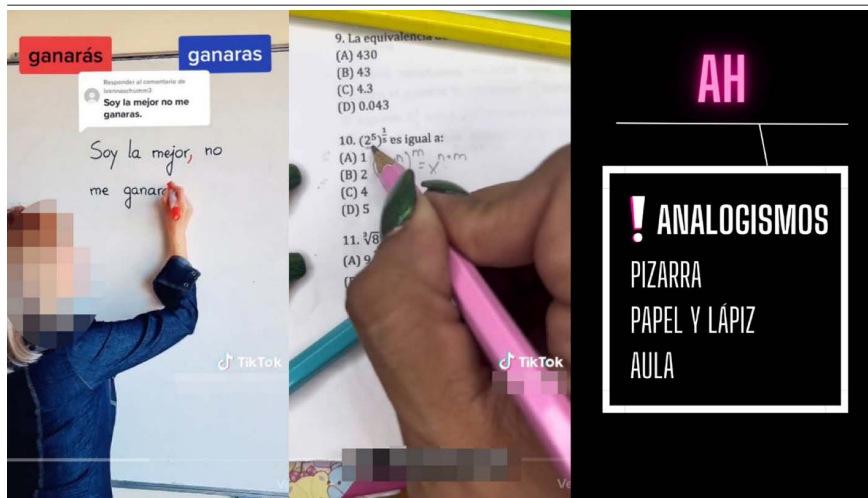 ganarás
ganaras
Responder al comentario de
ivannaschumm3
Soy la mejor no me
ganaras.
Soy la mejor, no
me ganar
TikTok
9. La equivalencia
(A) 430
(B) 43
(C) 4.3
(D) 0.043
10. (2⁵)^(1/5) es igual a:
(A) 1
(B) 2
(C) 4
(D) 5
m = x^(n+m)
11. ∛8
(A) 9
TikTok
AH
! ANALOGISMOS
PIZARRA
PAPEL Y LÁPIZ
AULA